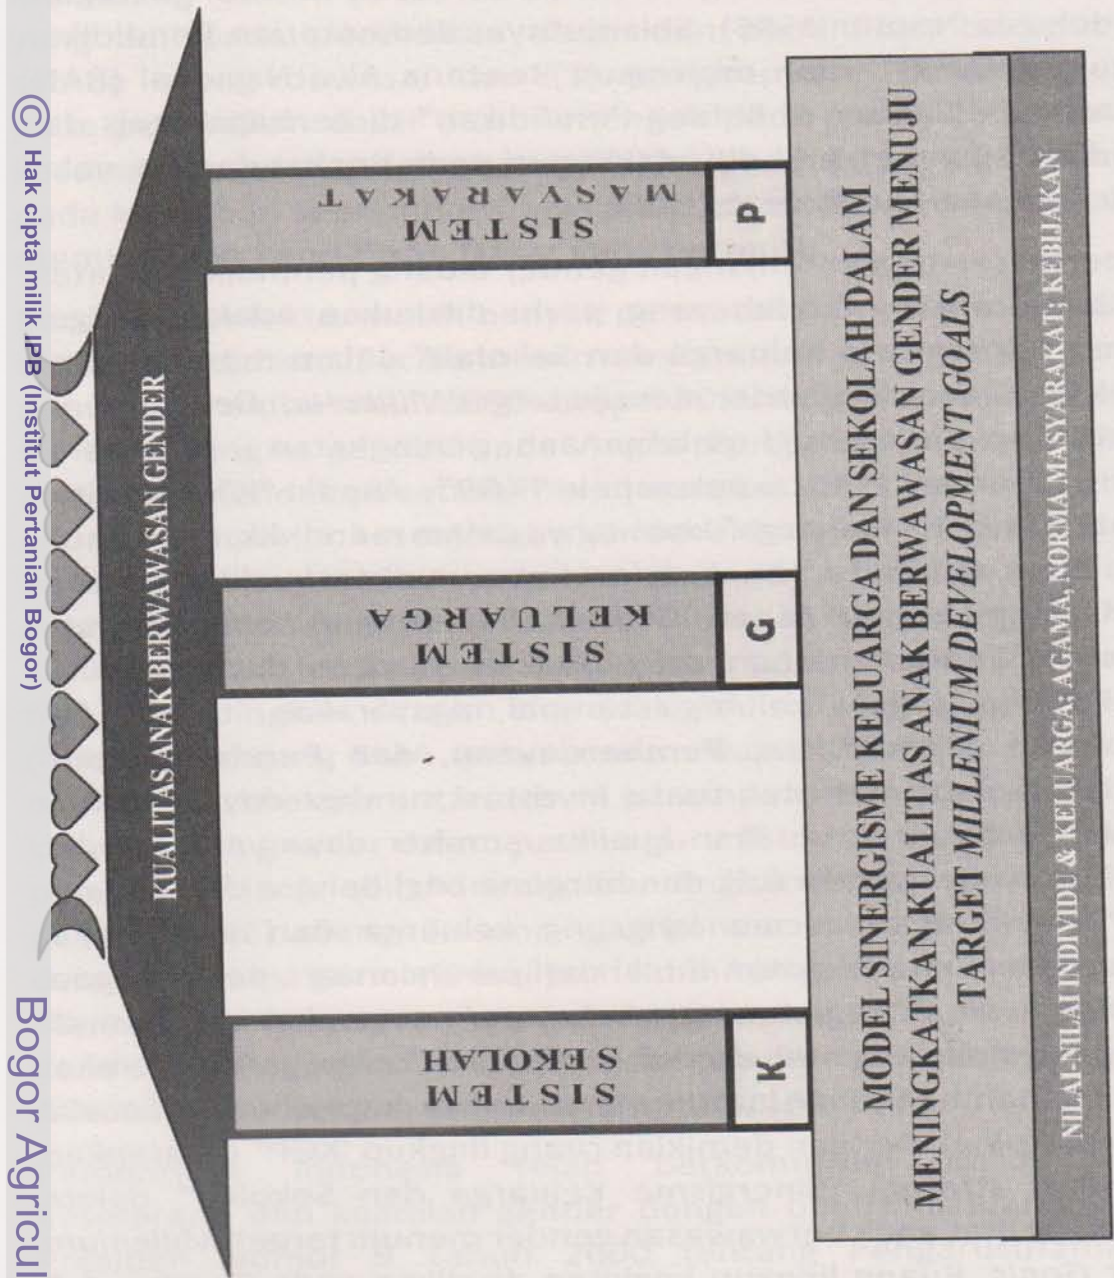 KUALITAS ANAK BERWAWASAN GENDER
SISTEM
SEKOLAH
SISTEM
KELUARGA
SISTEM
MASYARAKAT
K
G
P
MODEL SINERGISME KELUARGA DAN SEKOLAH DALAM
MENINGKATKAN KUALITAS ANAK BERWAWASAN GENDER MENUJU
TARGET MILLENIUM DEVELOPMENT GOALS
NILAI-NILAI INDIVIDU & KELUARGA; AGAMA, NORMA MASYARAKAT; KEBIJAKAN
© Hak cipta milik IPB (Institut Pertanian Bogor)
Bogor Agricul